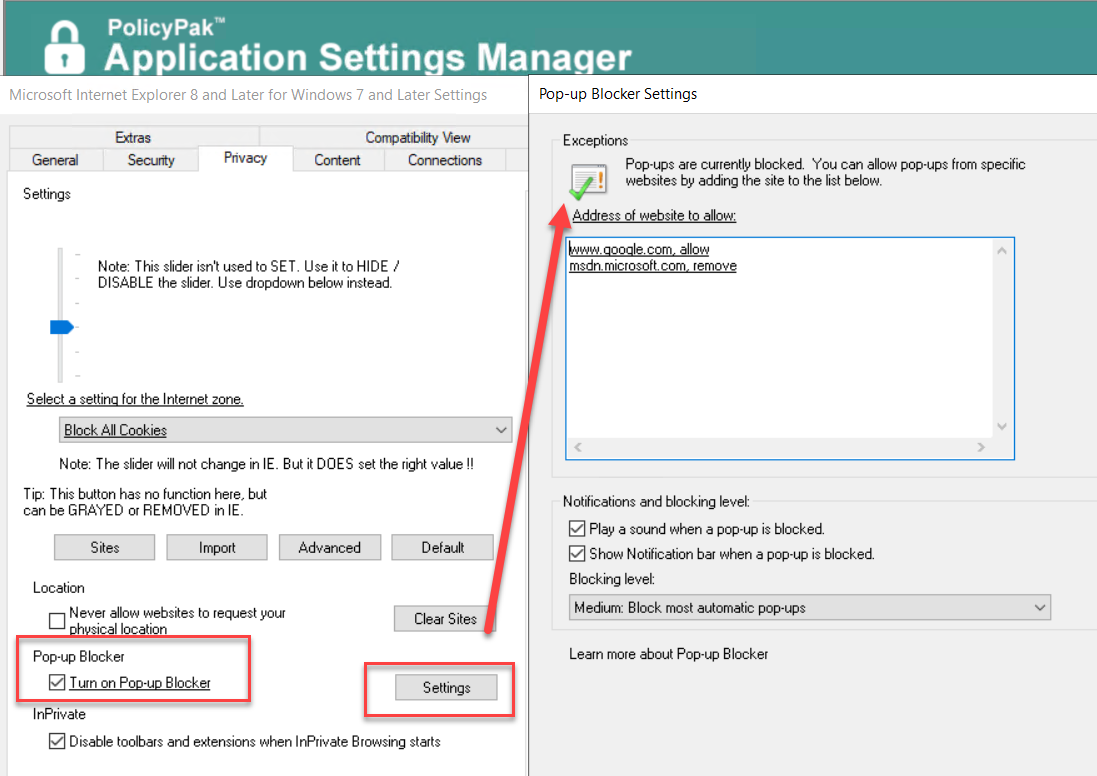 PolicyPak™
Application Settings Manager
Microsoft Internet Explorer 8 and Later for Windows 7 and Later Settings
Extras
Compatibility View
General
Security
Privacy
Content
Connections
Settings
Note: This slider isn't used to SET. Use it to HIDE /
DISABLE the slider. Use dropdown below instead.
Select a setting for the Internet zone.
Block All Cookies
Note: The slider will not change in IE. But it DOES set the right value !!
Tip: This button has no function here, but
can be GRAYED or REMOVED in IE.
Sites
Import
Advanced
Default
Location
Never allow websites to request your
physical location
Clear Sites
Pop-up Blocker
Turn on Pop-up Blocker
Settings
InPrivate
Disable toolbars and extensions when InPrivate Browsing starts
Pop-up Blocker Settings
Exceptions
Pop-ups are currently blocked.  You can allow pop-ups from specific
websites by adding the site to the list below.
Address of website to allow:
www.google.com, allow
msdn.microsoft.com, remove
Notifications and blocking level:
Play a sound when a pop-up is blocked.
Show Notification bar when a pop-up is blocked.
Blocking level:
Medium: Block most automatic pop-ups
Learn more about Pop-up Blocker